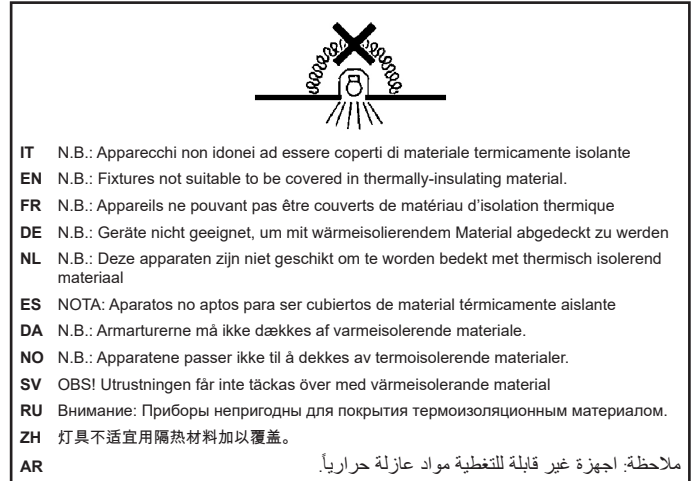 IT N.B.: Apparecchi non idonei ad essere coperti di materiale termicamente isolante
EN N.B.: Fixtures not suitable to be covered in thermally-insulating material.
FR N.B.: Appareils ne pouvant pas être couverts de matériau d'isolation thermique
DE N.B.: Geräte nicht geeignet, um mit wärmeisolierendem Material abgedeckt zu werden
NL N.B.: Deze apparaten zijn niet geschikt om te worden bedekt met thermisch isolerend
materiaal
ES NOTA: Aparatos no aptos para ser cubiertos de material térmicamente aislante
DA N.B.: Armarturerne må ikke dækkes af varmeisolerende materiale.
NO N.B.: Apparatene passer ikke til å dekkes av termoisolerende materialer.
SV OBS! Utrustningen får inte täckas över med värmeisolerande material
RU Внимание: Приборы непригодны для покрытия термоизоляционным материалом.
ZH 灯具不适宜用隔热材料加以覆盖。
AR ملاحظة: اجهزة غير قابلة للتغطية مواد عازلة حرارياً.